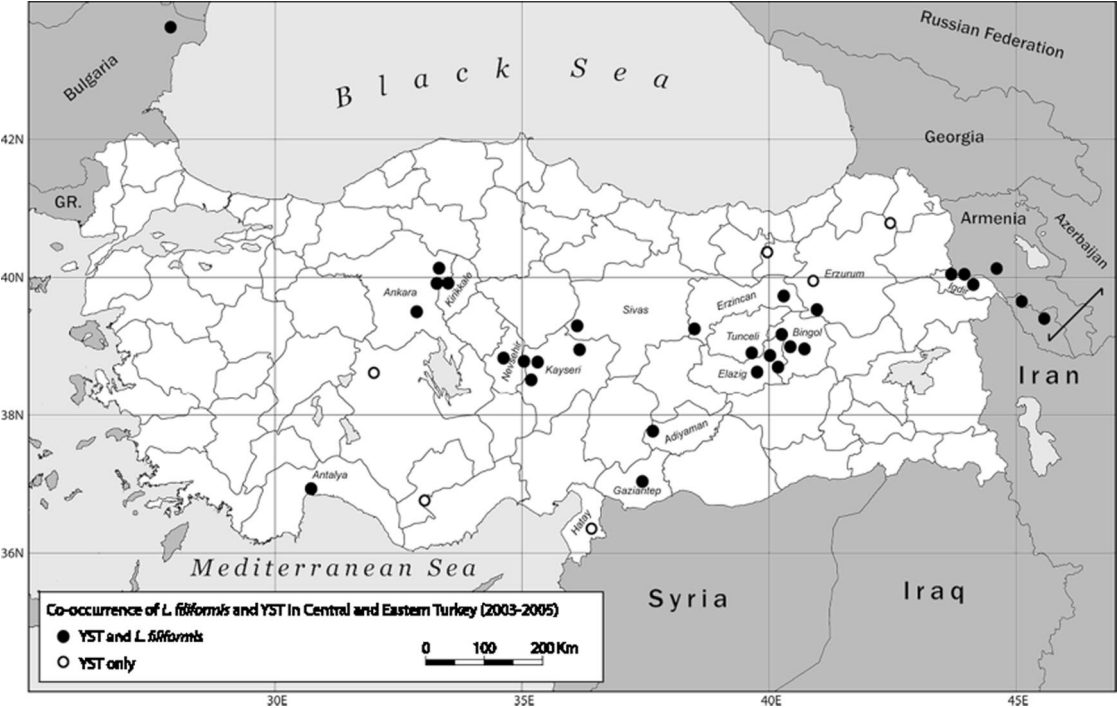 Russian Federation
Bulgaria
Black Sea
42N
Georgia
GR.
Armenia
Azerbaijan
40N
Erzurum
Igdir
Ankara
Kirikkale
Erzincan
Sivas
Tunceli
Bingol
Nevsehir
Kayseri
Elazig
Iran
38N
Adiyaman
Antalya
Gaziantep
Hatay
36N
Mediterranean Sea
Syria
Iraq
Co-occurrence of L. filiformis and YST in Central and Eastern Turkey (2003-2005)
YST and L. filiformis
YST only
0 100 200 Km
30E 35E 40E 45E